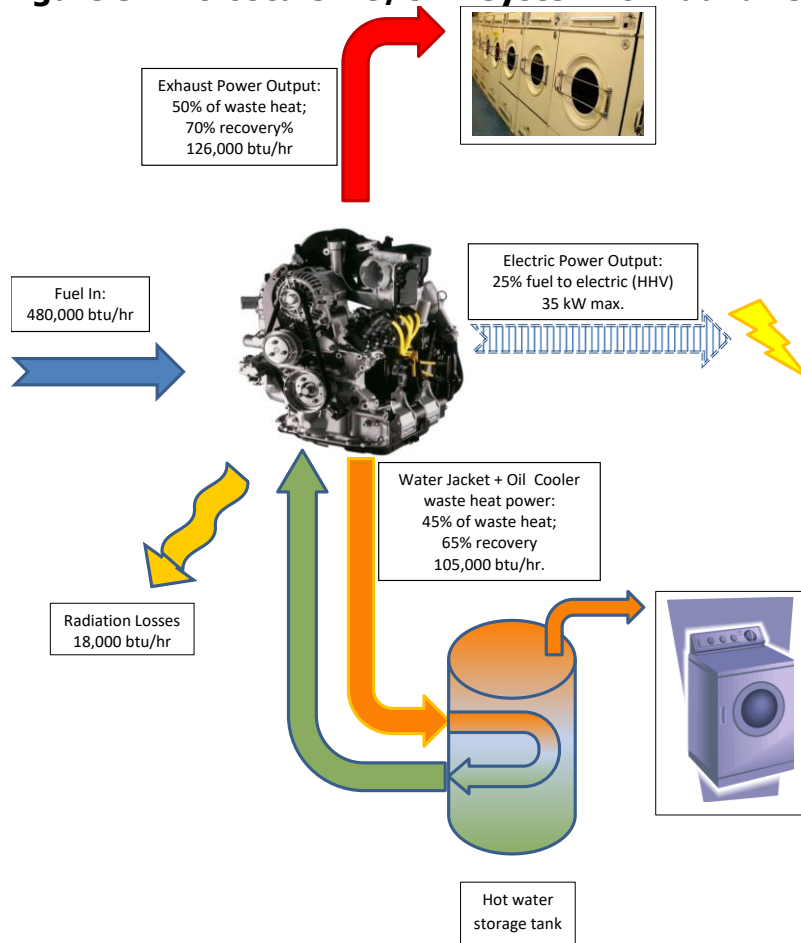 Exhaust Power Output:
50% of waste heat;
70% recovery%
126,000 btu/hr
Fuel In:
480,000 btu/hr
Electric Power Output:
25% fuel to electric (HHV)
35 kW max.
Water Jacket + Oil Cooler
waste heat power:
45% of waste heat;
65% recovery
105,000 btu/hr.
Radiation Losses
18,000 btu/hr
Hot water
storage tank